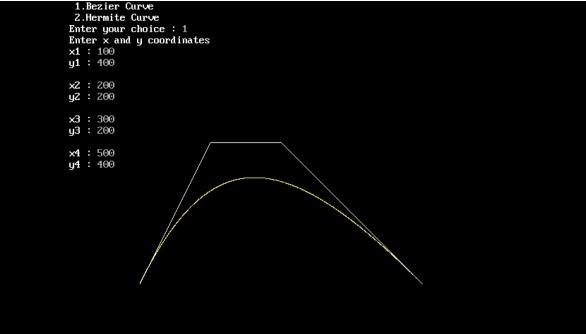 1.Bezier Curve
2.Hermite Curve
Enter your choice : 1
Enter x and y coordinates
x1 : 100
y1 : 400
x2 : 200
y2 : 200
x3 : 300
y3 : 200
x4 : 500
y4 : 400